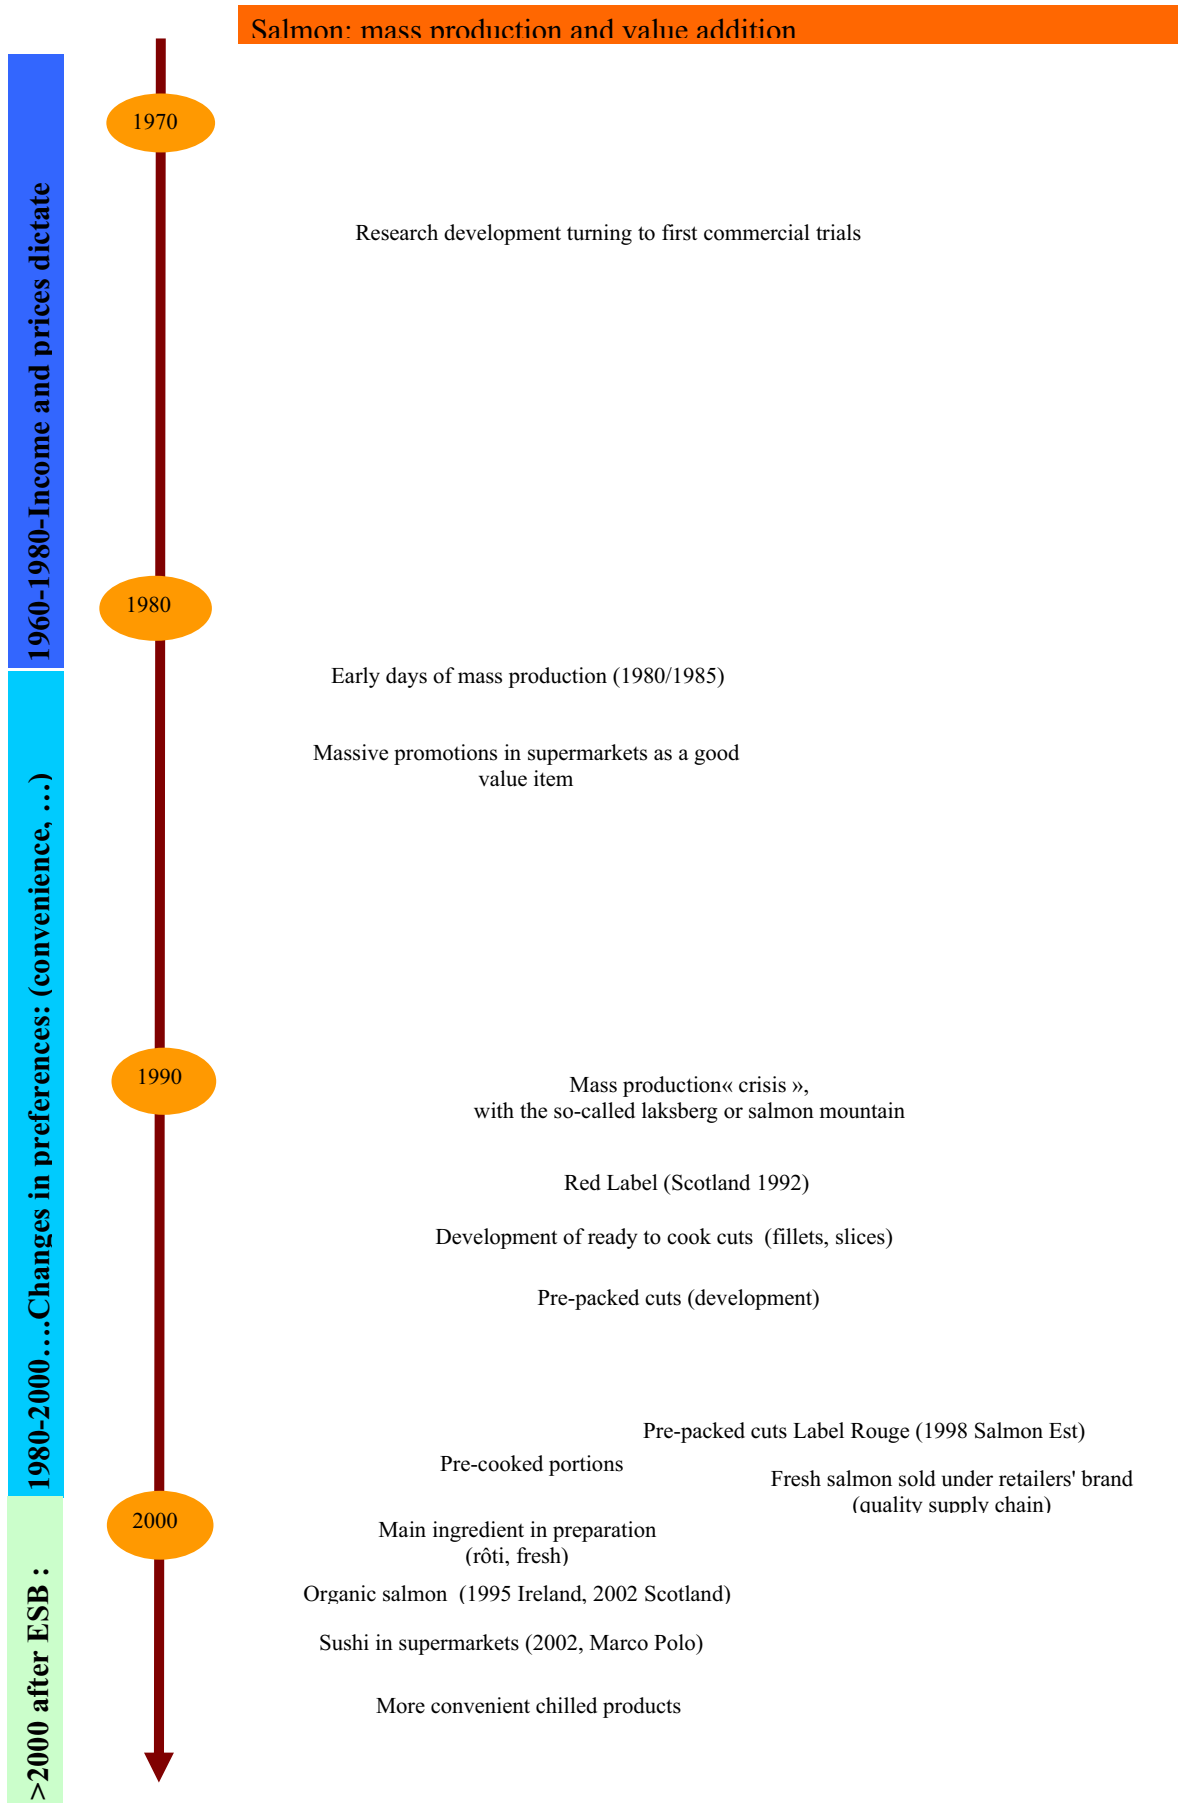 Salmon: mass production and value addition
1960-1980-Income and prices dictate
1970
Research development turning to first commercial trials
1980
1980-2000….Changes in preferences: (convenience, …)
Early days of mass production (1980/1985)
Massive promotions in supermarkets as a good
value item
1990
Mass production« crisis »,
with the so-called laksberg or salmon mountain
Red Label (Scotland 1992)
Development of ready to cook cuts (fillets, slices)
Pre-packed cuts (development)
Pre-packed cuts Label Rouge (1998 Salmon Est)
Pre-cooked portions
Fresh salmon sold under retailers' brand
(quality supply chain)
>2000 after ESB :
2000
Main ingredient in preparation
(rôti, fresh)
Organic salmon (1995 Ireland, 2002 Scotland)
Sushi in supermarkets (2002, Marco Polo)
More convenient chilled products